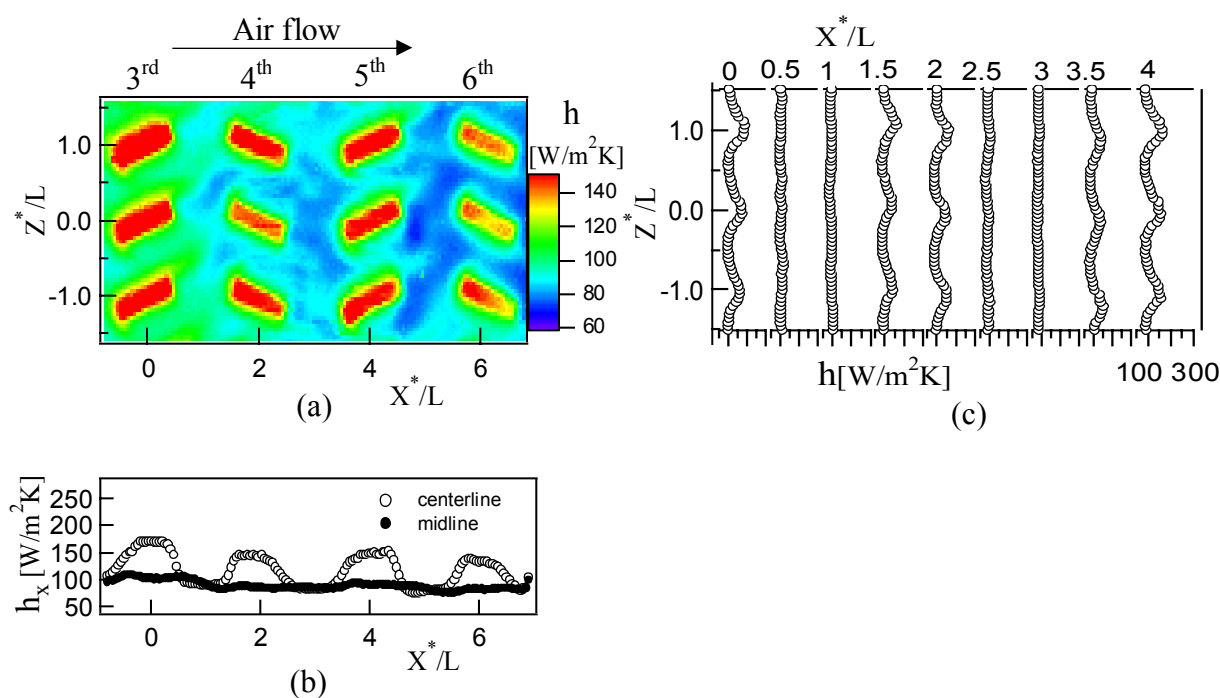 Air flow
3rd 4th 5th 6th
1.0
0.0
-1.0
Z*/L
0 2 4 6
X*/L
h
[W/m²K]
140
120
100
80
60
(a)
X*/L
0 0.5 1 1.5 2 2.5 3 3.5 4
1.0
0.0
-1.0
Z*/L
h[W/m²K]
100 300
(c)
250
200
150
100
50
hx [W/m²K]
centerline
midline
0 2 4 6
X*/L
(b)